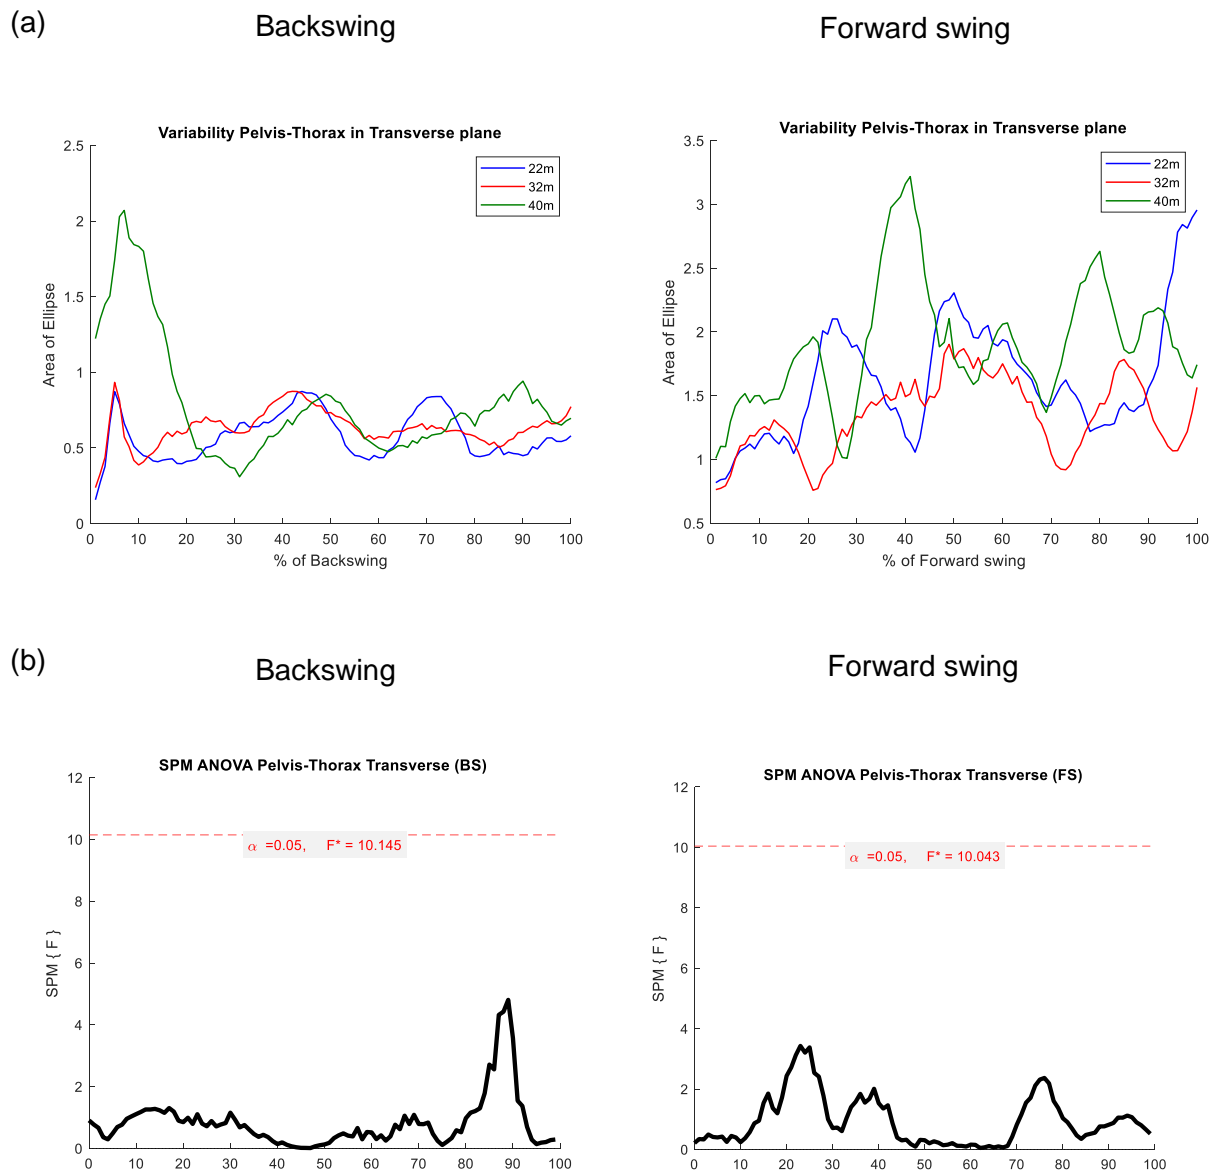 (a)
Backswing
Forward swing
Variability Pelvis-Thorax in Transverse plane
2.5
2
1.5
1
0.5
0
Area of Ellipse
22m
32m
40m
0 10 20 30 40 50 60 70 80 90 100
% of Backswing
Variability Pelvis-Thorax in Transverse plane
3.5
3
2.5
2
1.5
1
0.5
Area of Ellipse
22m
32m
40m
0 10 20 30 40 50 60 70 80 90 100
% of Forward swing
(b)
Backswing
Forward swing
SPM ANOVA Pelvis-Thorax Transverse (BS)
12
10
8
6
4
2
0
SPM { F }
α =0.05, F* = 10.145
0 10 20 30 40 50 60 70 80 90 100
SPM ANOVA Pelvis-Thorax Transverse (FS)
12
10
8
6
4
2
0
SPM { F }
α =0.05, F* = 10.043
0 10 20 30 40 50 60 70 80 90 100